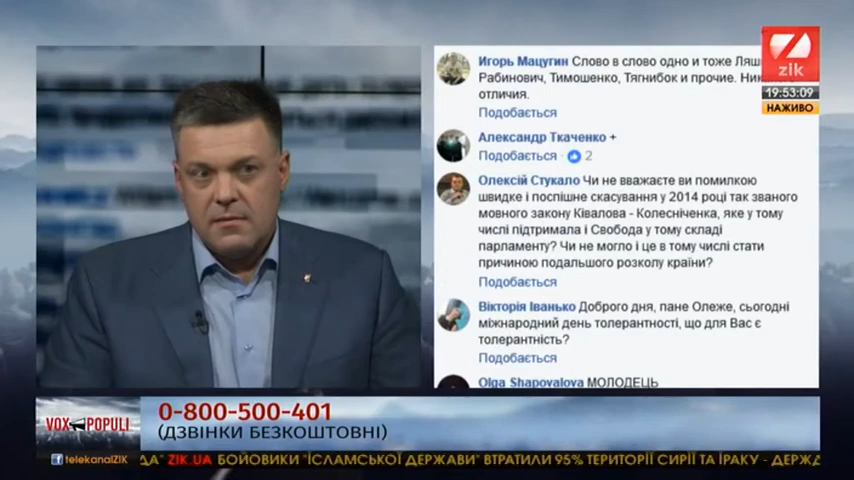 Игорь Мацугин Слово в слово одно и тоже
Рабинович, Тимошенко, Тягнибок и прочие.
отличия.
Подобається
Александр Ткаченко +
Подобається · 2
Олексій Стукало Чи не вважаєте ви помилкою
швидке і поспішне скасування у 2014 році так званого
мовного закону Ківалова - Колесніченка, яке у тому
числі підтримала і Свобода у тому складі
парламенту? Чи не могло і це в тому числі стати
причиною подальшого розколу країни?
Подобається
Вікторія Іванько Доброго дня, пане Олеже, сьогодні
міжнародний день толерантності, що для Вас є
толерантність?
Подобається
Olga Shapovalova МОЛОДЕЦЬ
zik
19:53:09
НАЖИВО
VOX POPULI
0-800-500-401
(ДЗВІНКИ БЕЗКОШТОВНІ)
telekanalZIK
ДА" ZIK.UA БОЙОВИКИ "ІСЛАМСЬКОЇ ДЕРЖАВИ" ВТРАТИЛИ 95% ТЕРИТОРІЇ СИРІЇ ТА ІРАКУ - ДЕРЖД